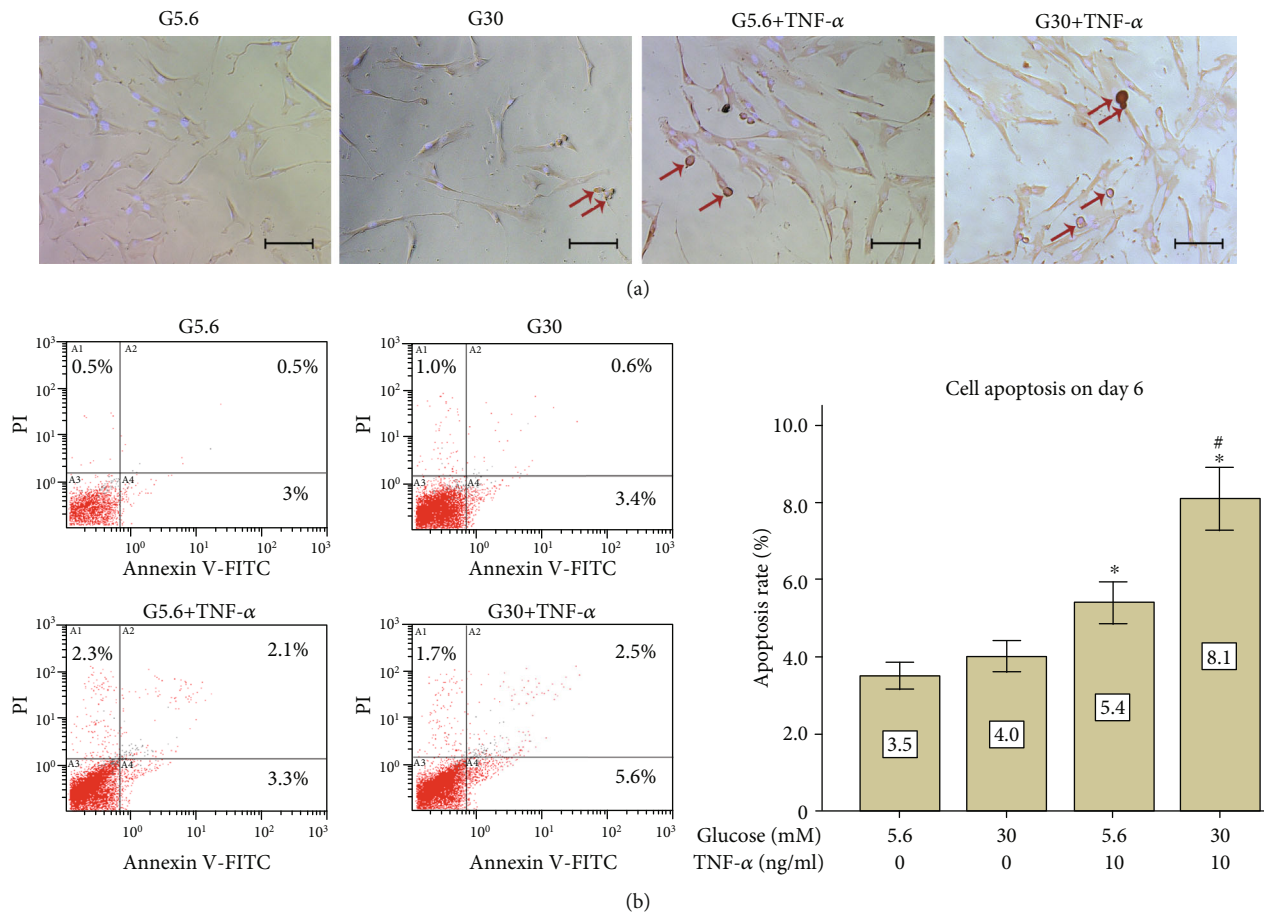 (a)
G5.6
G30
G5.6+TNF-α
G30+TNF-α
(a)
G5.6
10³
10²
10¹
10⁰
PI
A1
0.5%
A2
0.5%
A3
A4
3%
10⁰
10¹
10²
10³
Annexin V-FITC
G30
10³
10²
10¹
10⁰
PI
A1
1.0%
A2
0.6%
A3
A4
3.4%
10⁰
10¹
10²
10³
Annexin V-FITC
G5.6+TNF-α
10³
10²
10¹
10⁰
PI
A1
2.3%
A2
2.1%
A3
A4
3.3%
10⁰
10¹
10²
10³
Annexin V-FITC
G30+TNF-α
10³
10²
10¹
10⁰
PI
A1
1.7%
A2
2.5%
A3
A4
5.6%
10⁰
10¹
10²
10³
Annexin V-FITC
Cell apoptosis on day 6
Apoptosis rate (%)
10.0
8.0
6.0
4.0
2.0
0
3.5
4.0
*
5.4
#
*
8.1
Glucose (mM) 5.6 30 5.6 30
TNF-α (ng/ml) 0 0 10 10
(b)